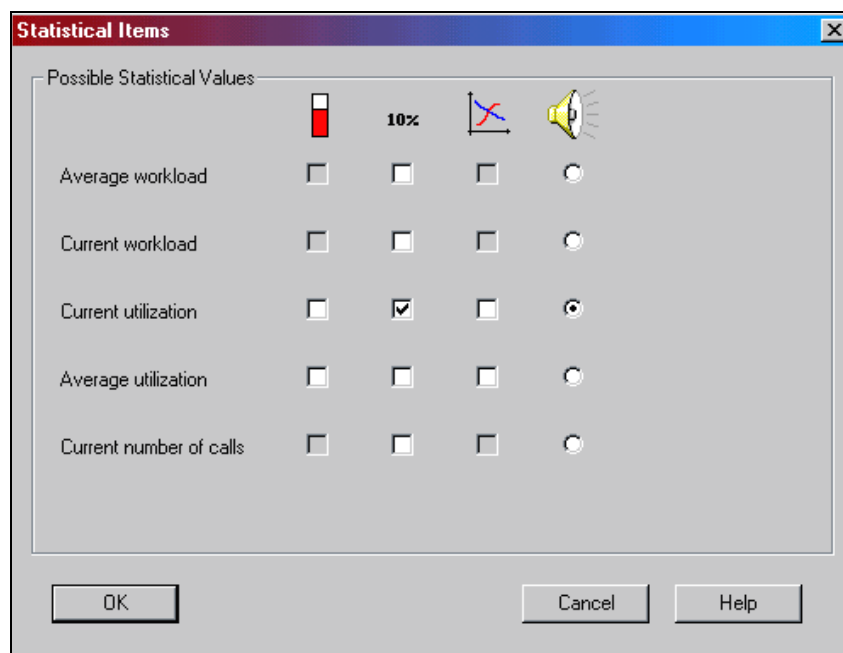 Statistical Items
Possible Statistical Values
10%
Average workload
Current workload
Current utilization
Average utilization
Current number of calls
OK Cancel Help